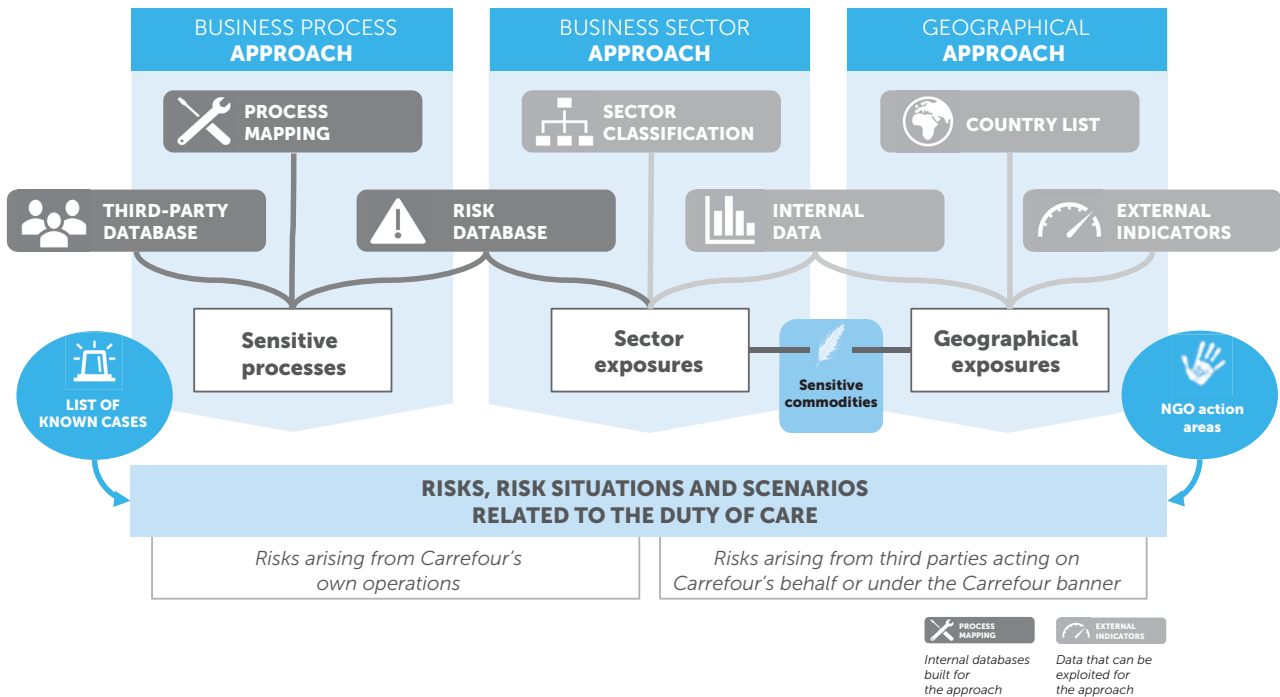 BUSINESS PROCESS
APPROACH
BUSINESS SECTOR
APPROACH
GEOGRAPHICAL
APPROACH
PROCESS
MAPPING
SECTOR
CLASSIFICATION
COUNTRY LIST
THIRD-PARTY
DATABASE
RISK
DATABASE
INTERNAL
DATA
EXTERNAL
INDICATORS
Sensitive
processes
Sector
exposures
Geographical
exposures
Sensitive
commodities
LIST OF
KNOWN CASES
NGO action
areas
RISKS, RISK SITUATIONS AND SCENARIOS
RELATED TO THE DUTY OF CARE
Risks arising from Carrefour's
own operations
Risks arising from third parties acting on
Carrefour's behalf or under the Carrefour banner
PROCESS
MAPPING
Internal databases
built for
the approach
EXTERNAL
INDICATORS
Data that can be
exploited for
the approach